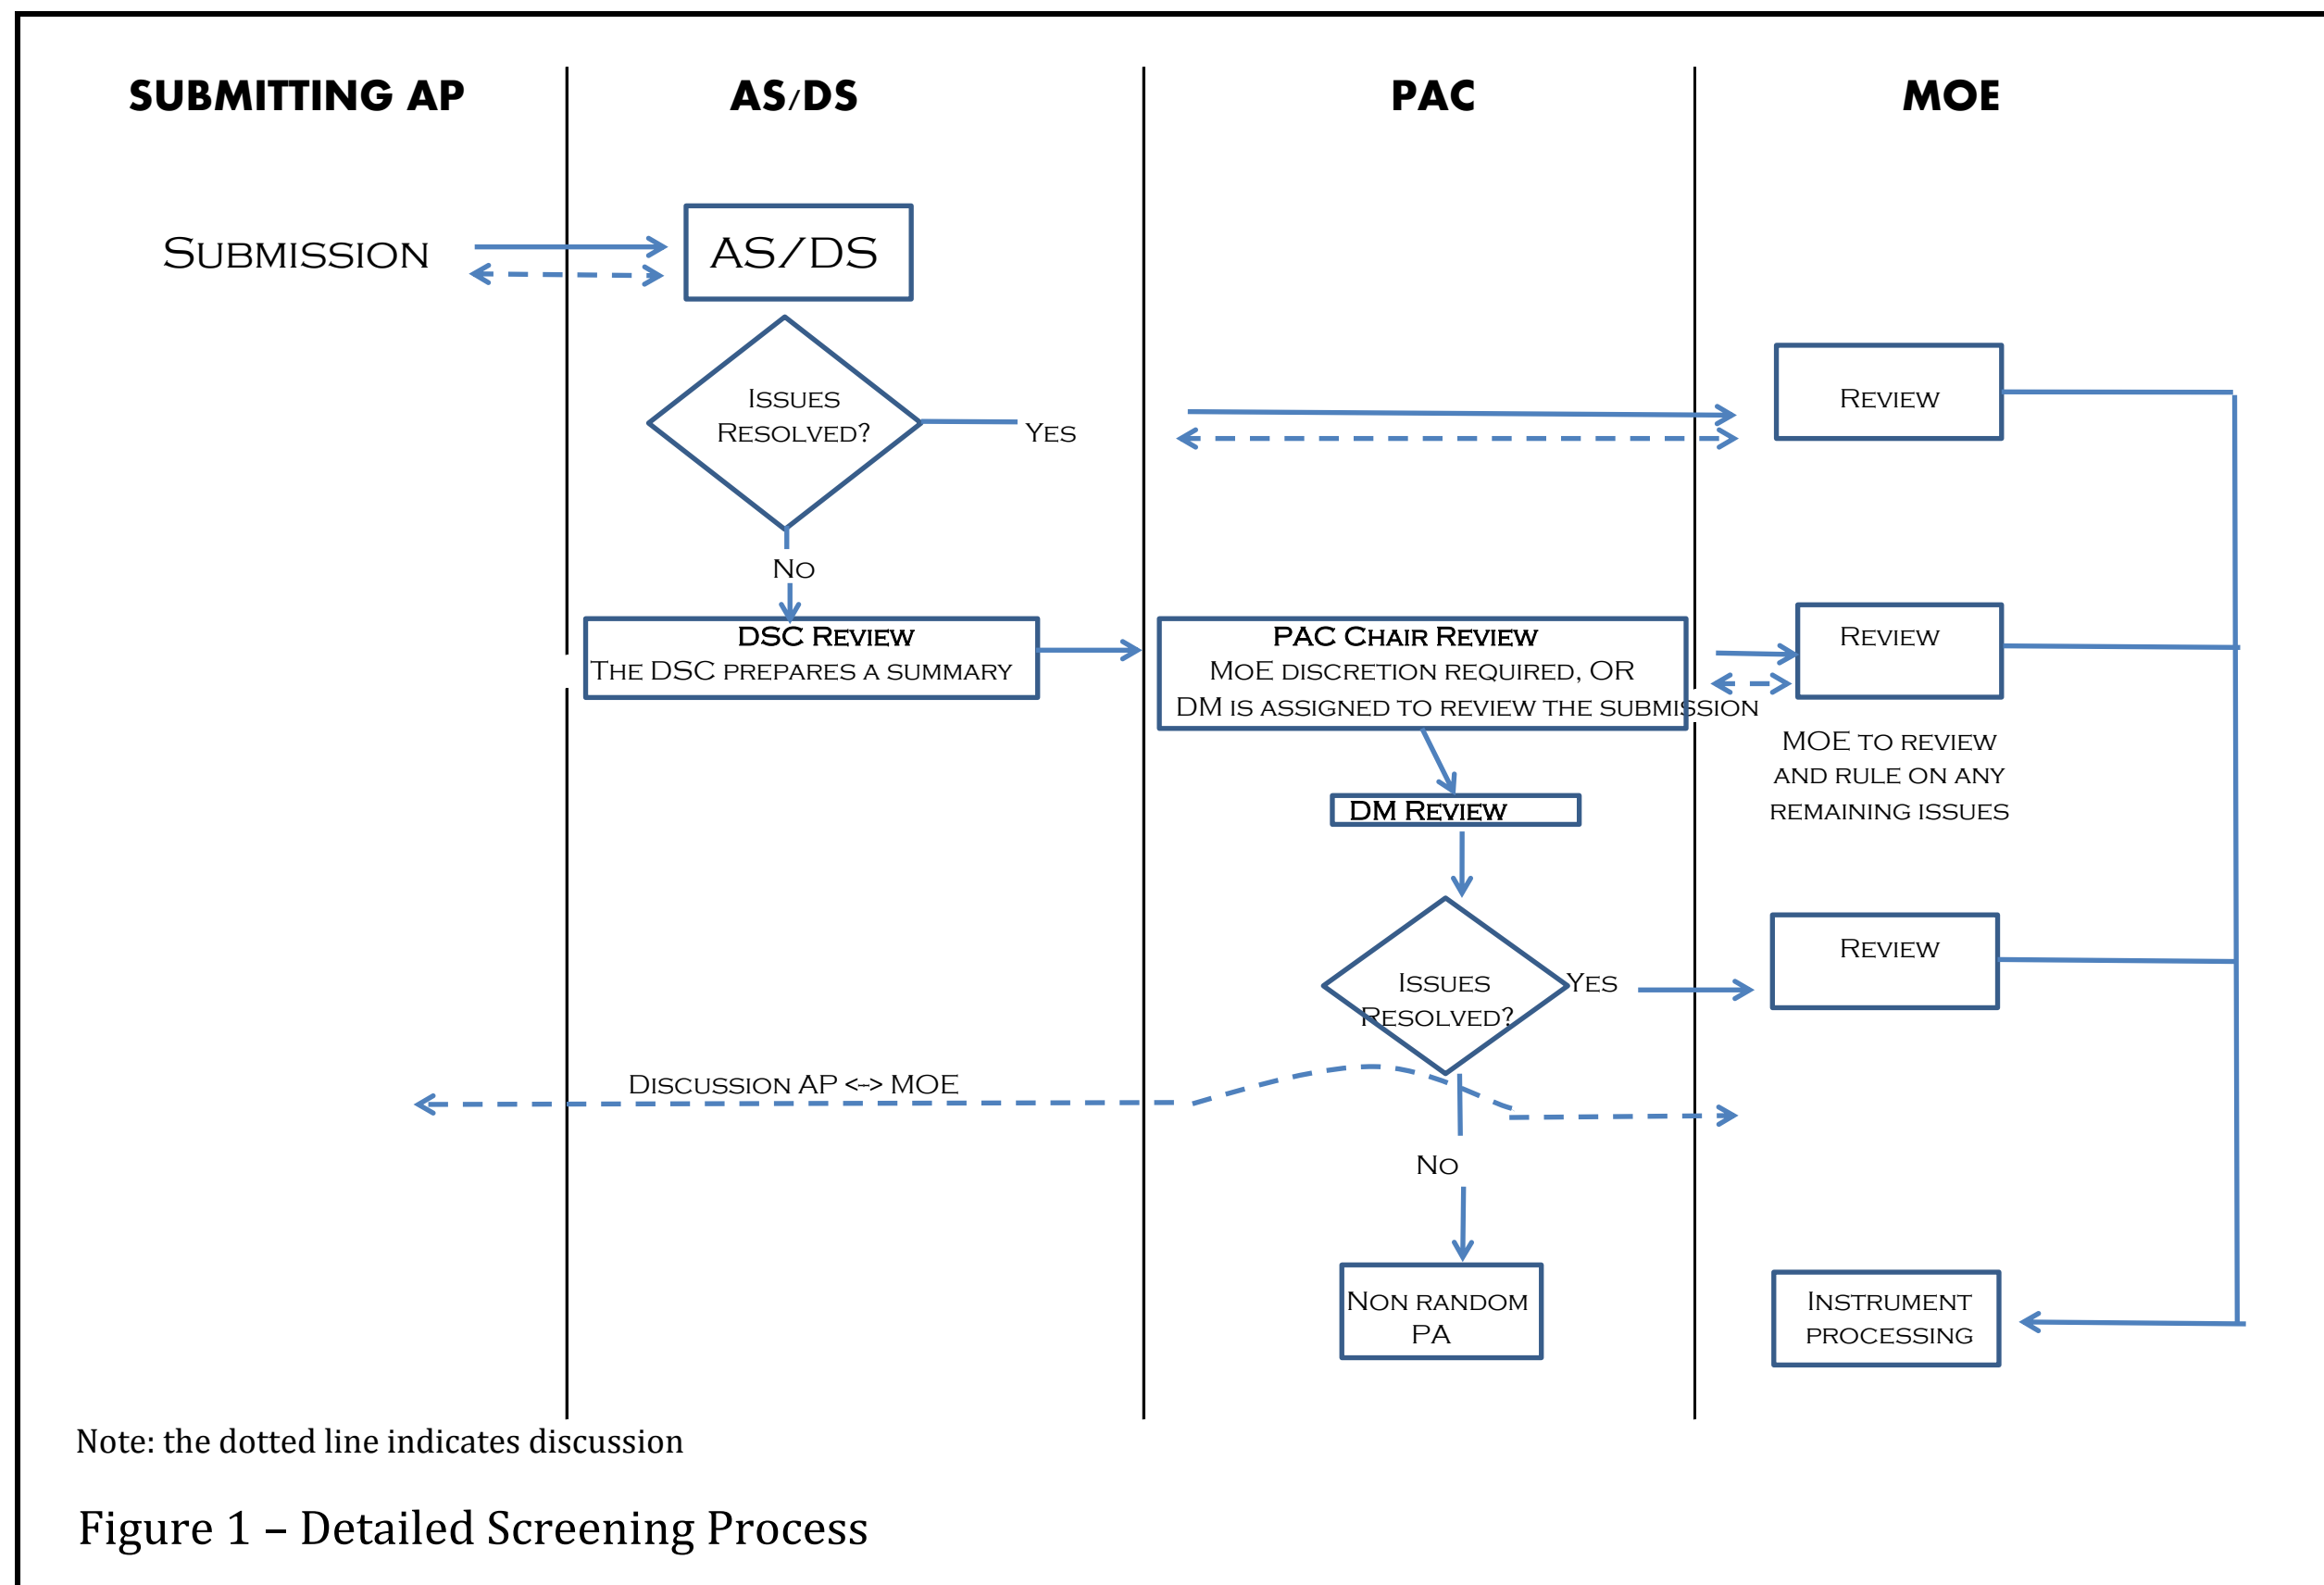 SUBMITTING AP
AS/DS
PAC
MOE
Submission
AS/DS
Issues
Resolved?
Yes
Review
No
DSC Review
The DSC prepares a summary
PAC Chair Review
MoE discretion required, OR
DM is assigned to review the submission
Review
MOE to review
and rule on any
remaining issues
DM Review
Issues
Resolved?
Yes
Review
Discussion AP <-> MOE
No
Non random
PA
Instrument
processing
Note: the dotted line indicates discussion
Figure 1 – Detailed Screening Process